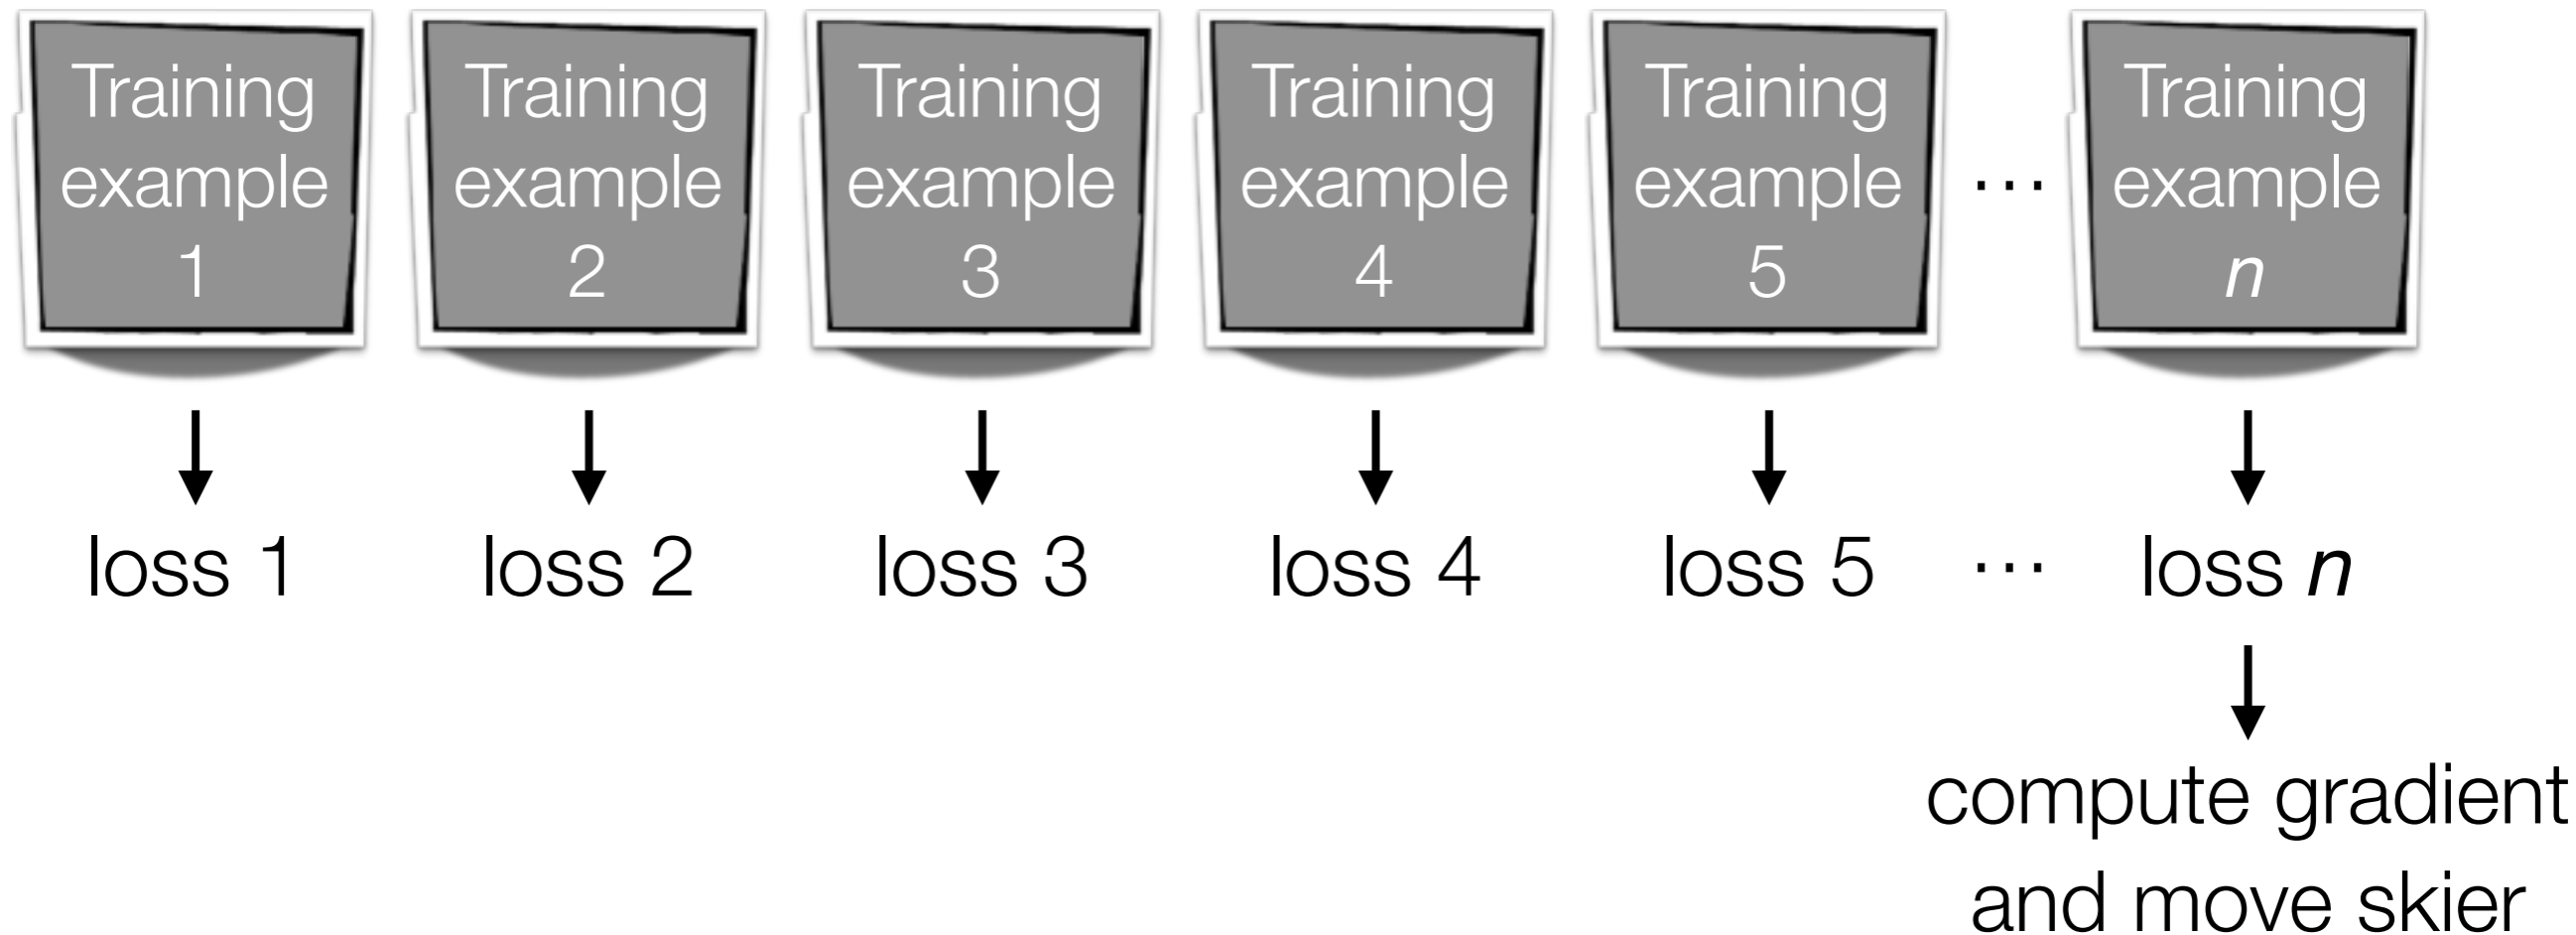 Training example 1
Training example 2
Training example 3
Training example 4
Training example 5
...
Training example n
loss 1
loss 2
loss 3
loss 4
loss 5
...
loss n
compute gradient
and move skier